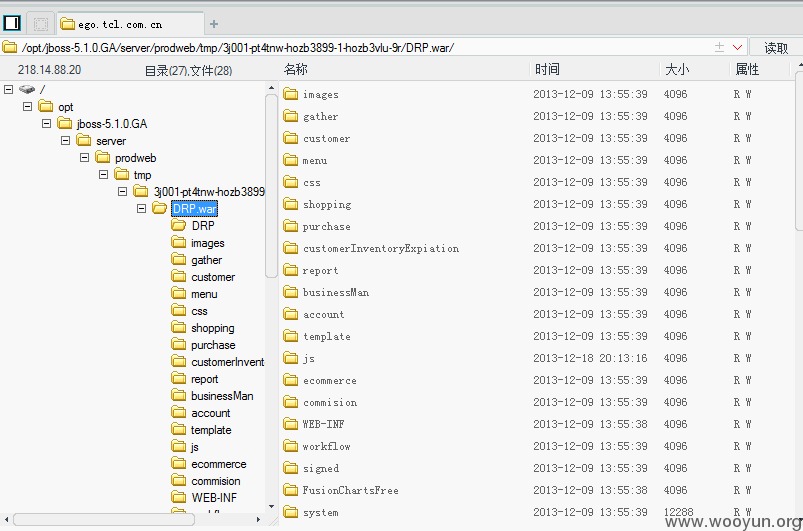 ego.tcl.com.cn
/opt/jboss-5.1.0.GA/server/prodweb/tmp/3j001-pt4tnw-hozb3899-1-hozb3vlu-9r/DRP.war/ 读取
218.14.88.20 目录(27),文件(28)
/
opt
jboss-5.1.0.GA
server
prodweb
tmp
3j001-pt4tnw-hozb3899
DRP.war
DRP
images
gather
customer
menu
css
shopping
purchase
customerInvent
report
businessMan
account
template
js
ecommerce
commision
WEB-INF
名称 时间 大小 属性
images 2013-12-09 13:55:39 4096 R W
gather 2013-12-09 13:55:39 4096 R W
customer 2013-12-09 13:55:39 4096 R W
menu 2013-12-09 13:55:39 4096 R W
css 2013-12-09 13:55:39 4096 R W
shopping 2013-12-09 13:55:39 4096 R W
purchase 2013-12-09 13:55:39 4096 R W
customerInventoryExpiation 2013-12-09 13:55:39 4096 R W
report 2013-12-09 13:55:39 4096 R W
businessMan 2013-12-09 13:55:39 4096 R W
account 2013-12-09 13:55:39 4096 R W
template 2013-12-09 13:55:39 4096 R W
js 2013-12-18 20:13:16 4096 R W
ecommerce 2013-12-09 13:55:39 4096 R W
commision 2013-12-09 13:55:39 4096 R W
WEB-INF 2013-12-09 13:55:38 4096 R W
workflow 2013-12-09 13:55:39 4096 R W
signed 2013-12-09 13:55:39 4096 R W
FusionChartsFree 2013-12-09 13:55:38 4096 R W
system 2013-12-09 13:55:39 12288 R W
www.wooyun.org